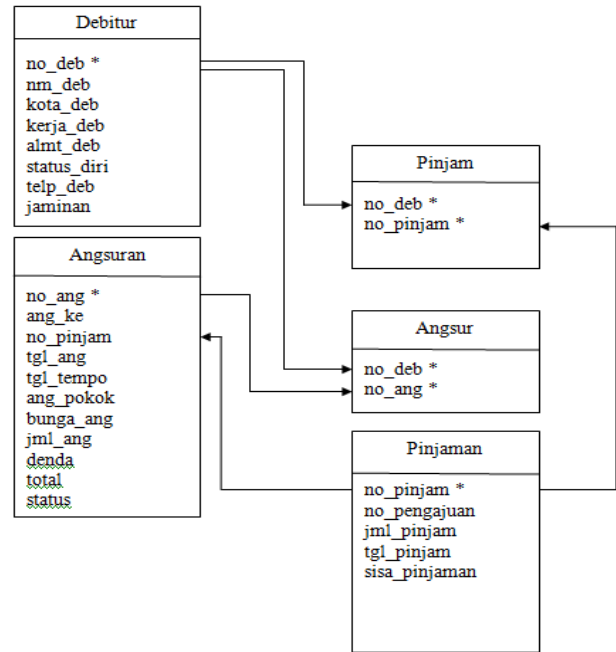 Debitur
no_deb *
nm_deb
kota_deb
kerja_deb
almt_deb
status_diri
telp_deb
jaminan
Pinjam
no_deb *
no_pinjam *
Angsuran
no_ang *
ang_ke
no_pinjam
tgl_ang
tgl_tempo
ang_pokok
bunga_ang
jml_ang
denda
total
status
Angsur
no_deb *
no_ang *
Pinjaman
no_pinjam *
no_pengajuan
jml_pinjam
tgl_pinjam
sisa_pinjaman